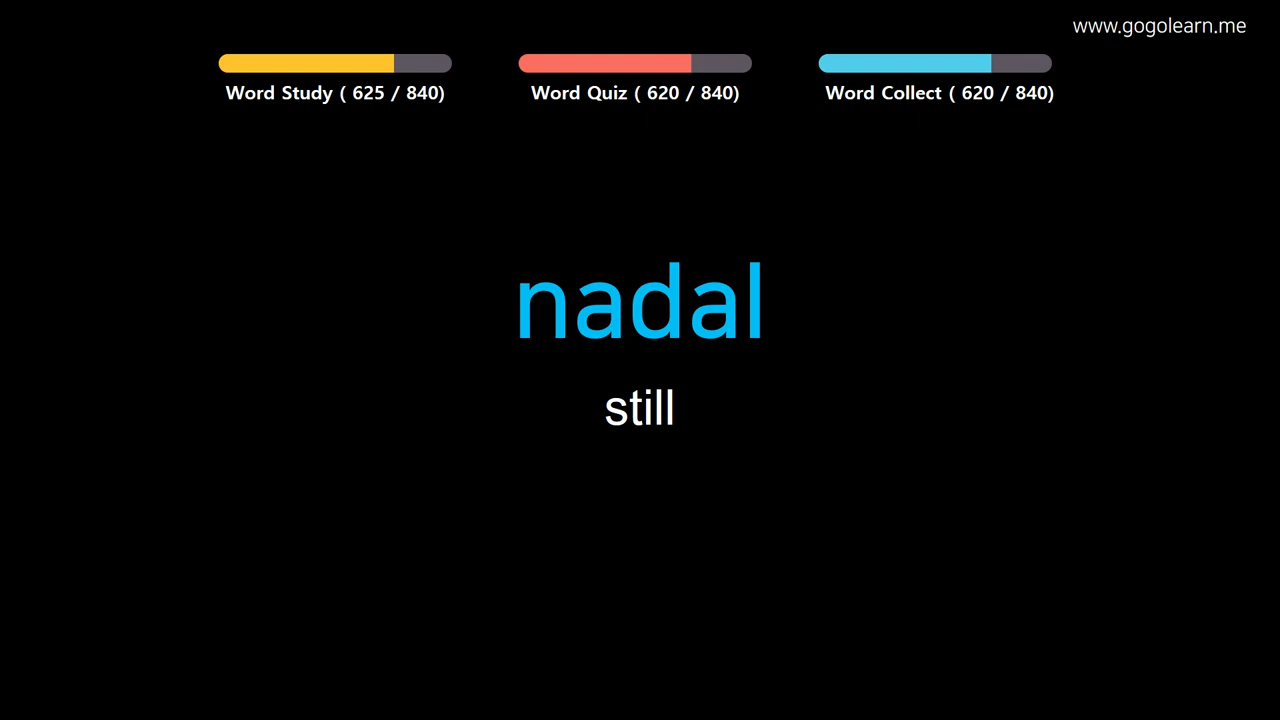 www.gogolearn.me
Word Study ( 625 / 840)
Word Quiz ( 620 / 840)
Word Collect ( 620 / 840)
nadal
still